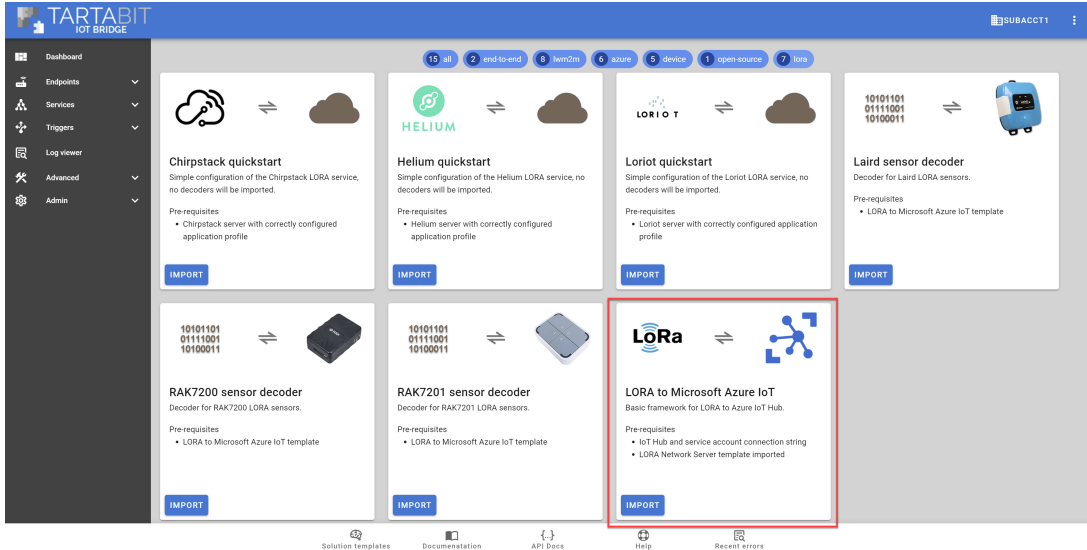 TARTABIT
IOT BRIDGE
SUBACCT1
Dashboard
Endpoints
Services
Triggers
Log viewer
Advanced
Admin
15 all
2 end-to-end
8 lwm2m
6 azure
5 device
1 open-source
7 lora
Chirpstack quickstart
Simple configuration of the Chirpstack LORA service,
no decoders will be imported.
Pre-requisites
• Chirpstack server with correctly configured
application profile
IMPORT
HELIUM
Helium quickstart
Simple configuration of the Helium LORA service, no
decoders will be imported.
Pre-requisites
• Helium server with correctly configured
application profile
IMPORT
LORIOT
Loriot quickstart
Simple configuration of the Loriot LORA service, no
decoders will be imported.
Pre-requisites
• Loriot server with correctly configured application
profile
IMPORT
10101101
01111001
10100011
Laird sensor decoder
Decoder for Laird LORA sensors.
Pre-requisites
• LORA to Microsoft Azure IoT template
IMPORT
10101101
01111001
10100011
RAK7200 sensor decoder
Decoder for RAK7200 LORA sensors.
Pre-requisites
• LORA to Microsoft Azure IoT template
IMPORT
10101101
01111001
10100011
RAK7201 sensor decoder
Decoder for RAK7201 LORA sensors.
Pre-requisites
• LORA to Microsoft Azure IoT template
IMPORT
LoRa
LORA to Microsoft Azure IoT
Basic framework for LORA to Azure IoT Hub.
Pre-requisites
• IoT Hub and service account connection string
• LORA Network Server template imported
IMPORT
Solution templates
Documenatation
{..}
API Docs
Help
Recent errors